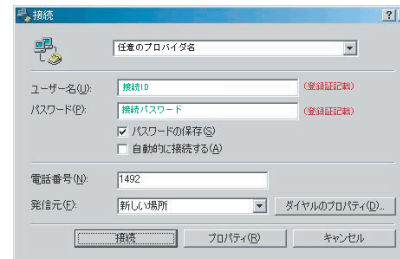 接続
任意のプロバイダ名
ユーザー名(U): 接続ID (登録証記載)
パスワード(P): 接続パスワード (登録証記載)
パスワードの保存(S)
自動的に接続する(A)
電話番号(N): 1492
発信元(F): 新しい場所 ダイヤルのプロパティ(D)...
接続 プロパティ(R) キャンセル